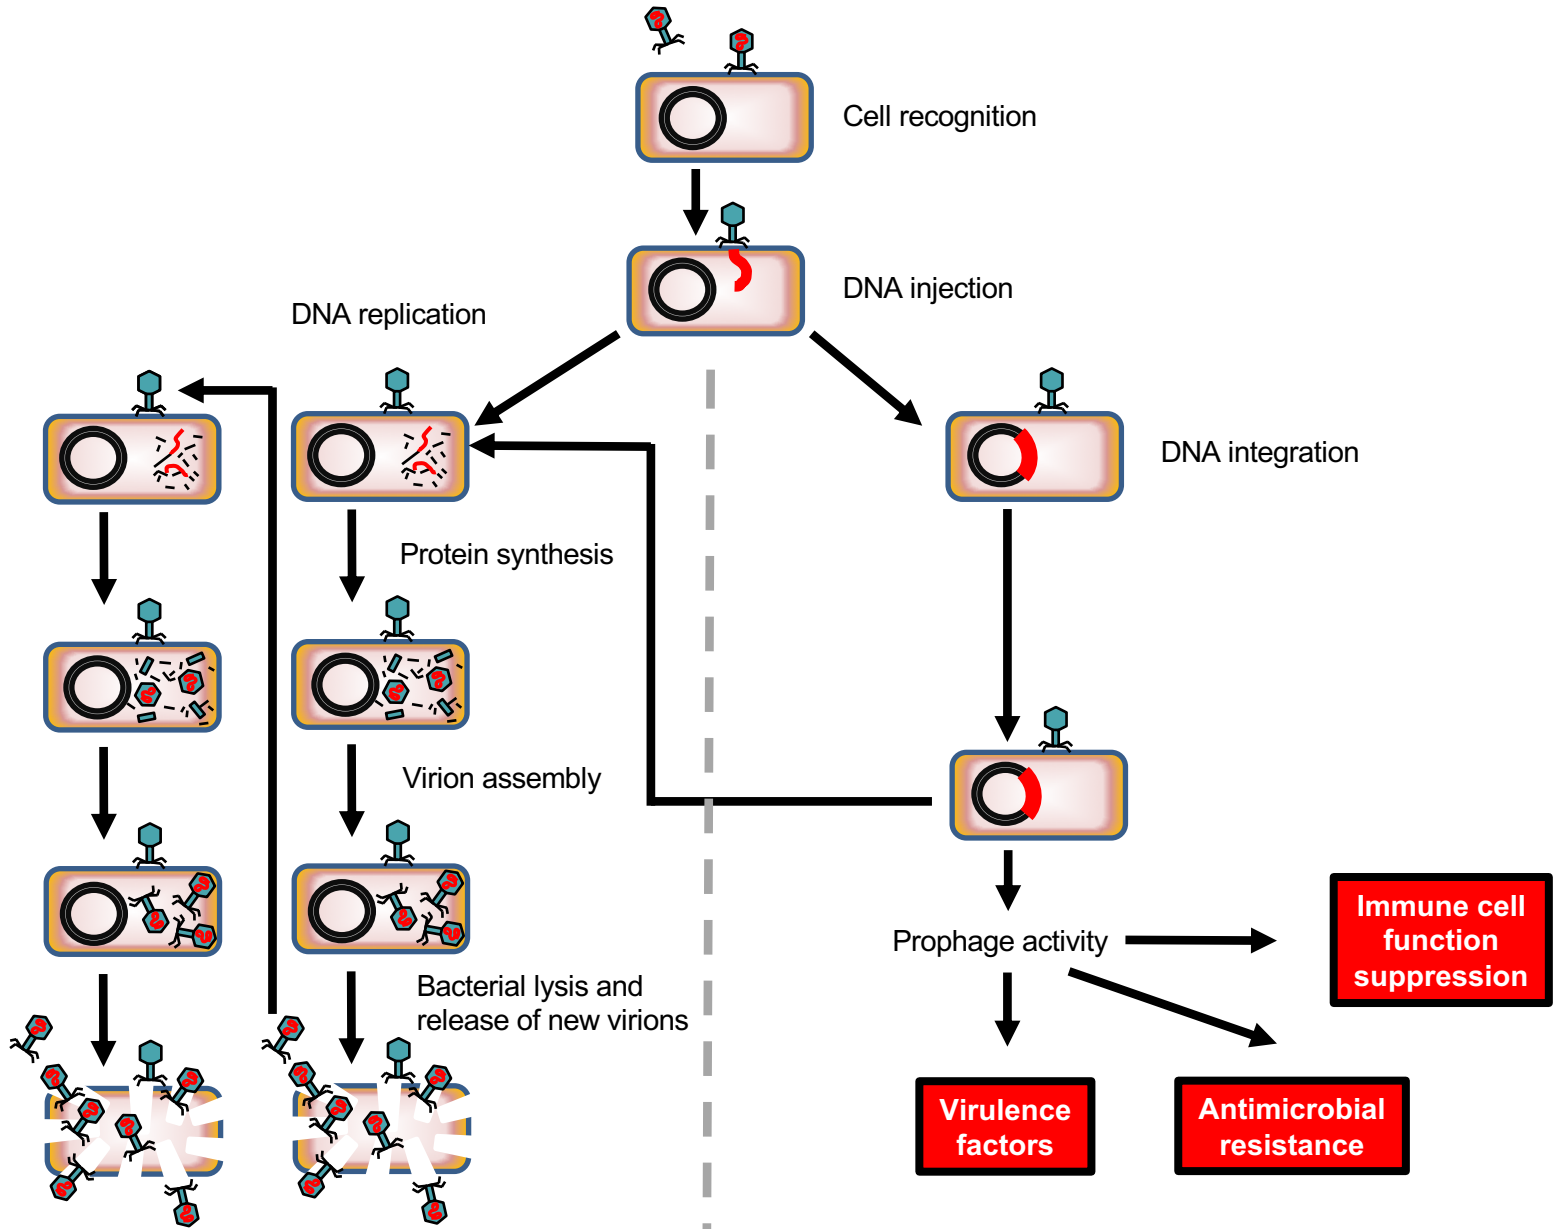 Cell recognition
DNA injection
DNA replication
DNA integration
Protein synthesis
Virion assembly
Bacterial lysis and
release of new virions
Prophage activity
Immune cell
function
suppression
Virulence
factors
Antimicrobial
resistance